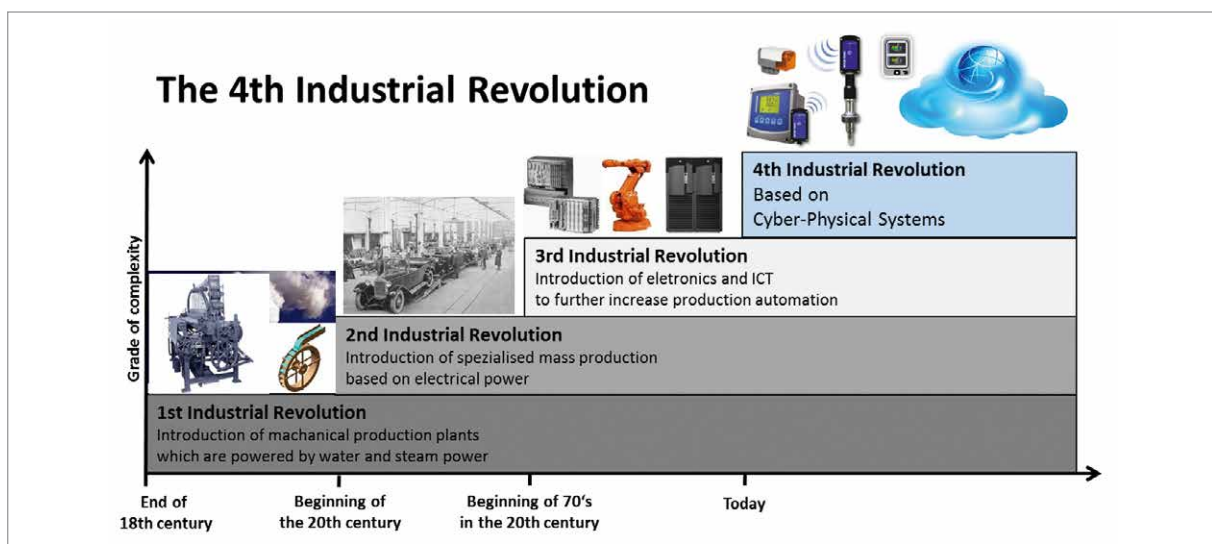 The 4th Industrial Revolution
Grade of complexity
4th Industrial Revolution
Based on
Cyber-Physical Systems
3rd Industrial Revolution
Introduction of eletronics and ICT
to further increase production automation
2nd Industrial Revolution
Introduction of spezialised mass production
based on electrical power
1st Industrial Revolution
Introduction of machanical production plants
which are powered by water and steam power
End of
18th century
Beginning of
the 20th century
Beginning of 70‘s
in the 20th century
Today